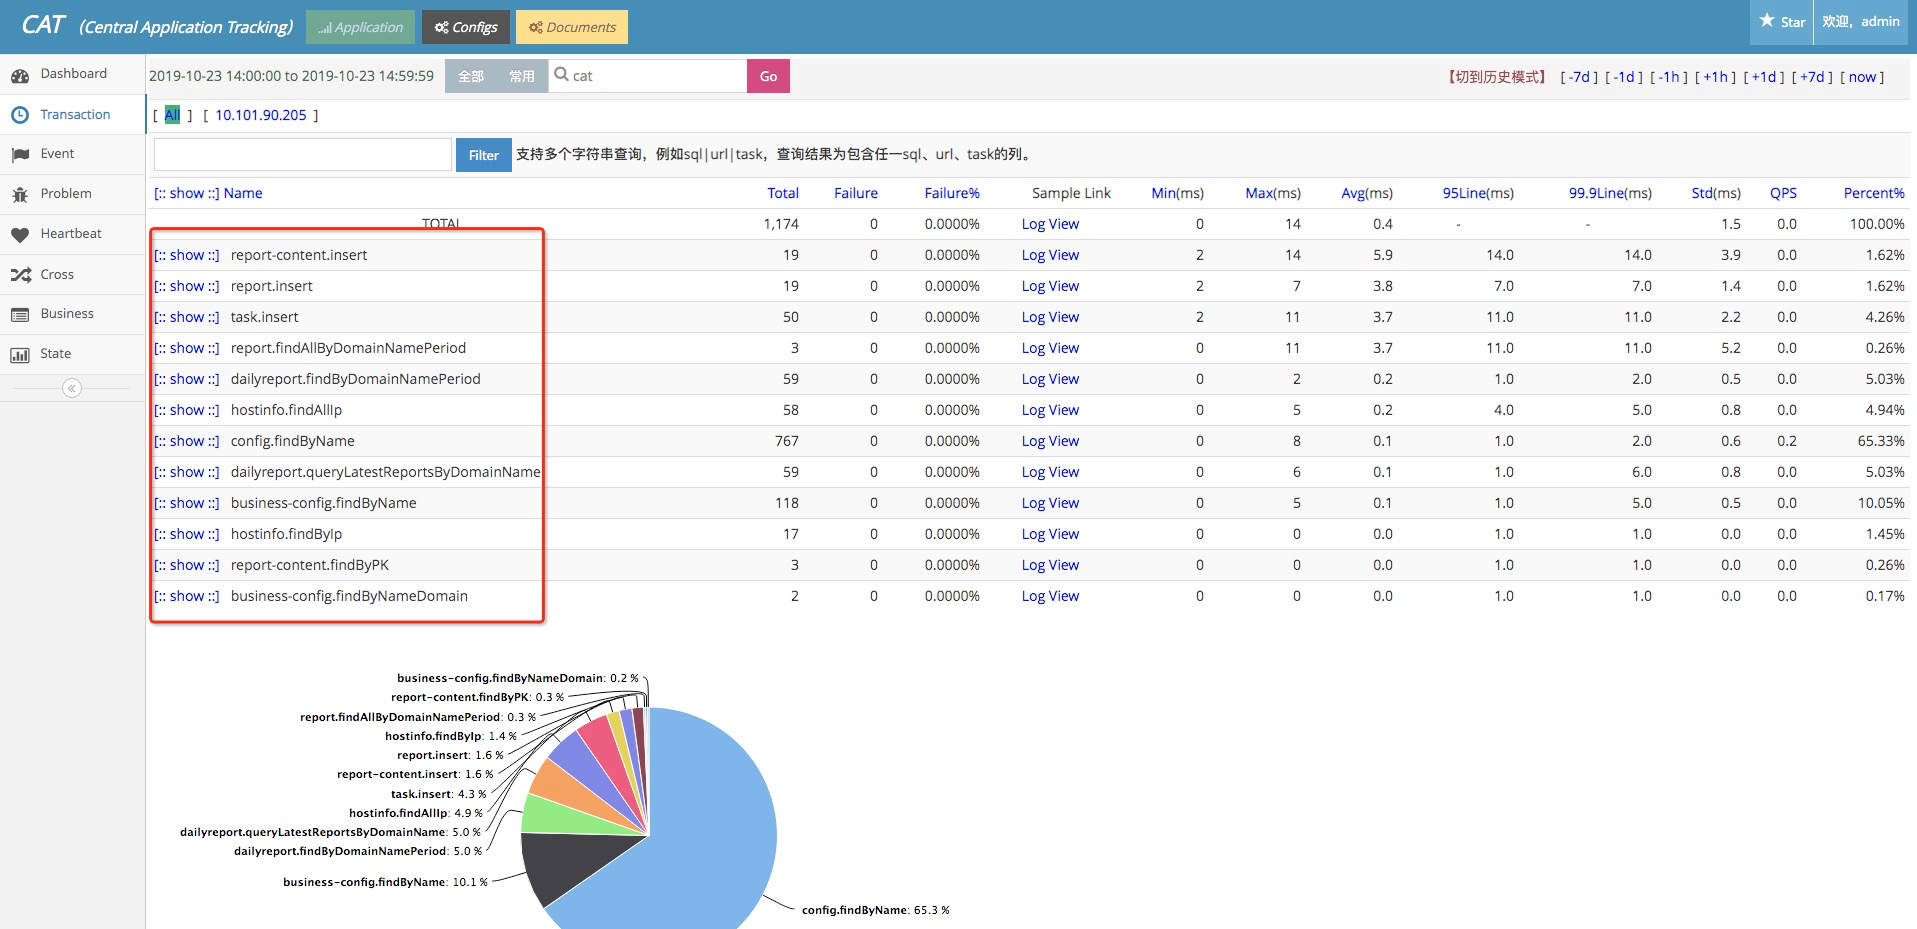 CAT (Central Application Tracking) Application Configs Documents Star 欢迎，admin
Dashboard
Transaction
Event
Problem
Heartbeat
Cross
Business
State
2019-10-23 14:00:00 to 2019-10-23 14:59:59 全部 常用 cat Go 【切到历史模式】 [ -7d ] [ -1d ] [ -1h ] [ +1h ] [ +1d ] [ +7d ] [ now ]
[ All ] [ 10.101.90.205 ]
Filter 支持多个字符串查询，例如sql|url|task，查询结果为包含任一sql、url、task的列。
[:: show ::] Name Total Failure Failure% Sample Link Min(ms) Max(ms) Avg(ms) 95Line(ms) 99.9Line(ms) Std(ms) QPS Percent%
TOTAL 1,174 0 0.0000% Log View 0 14 0.4 - - 1.5 0.0 100.00%
[:: show ::] report-content.insert 19 0 0.0000% Log View 2 14 5.9 14.0 14.0 3.9 0.0 1.62%
[:: show ::] report.insert 19 0 0.0000% Log View 2 7 3.8 7.0 7.0 1.4 0.0 1.62%
[:: show ::] task.insert 50 0 0.0000% Log View 2 11 3.7 11.0 11.0 2.2 0.0 4.26%
[:: show ::] report.findAllByDomainNamePeriod 3 0 0.0000% Log View 0 11 3.7 11.0 11.0 5.2 0.0 0.26%
[:: show ::] dailyreport.findByDomainNamePeriod 59 0 0.0000% Log View 0 2 0.2 1.0 2.0 0.5 0.0 5.03%
[:: show ::] hostinfo.findAllIp 58 0 0.0000% Log View 0 5 0.2 4.0 5.0 0.8 0.0 4.94%
[:: show ::] config.findByName 767 0 0.0000% Log View 0 8 0.1 1.0 2.0 0.6 0.2 65.33%
[:: show ::] dailyreport.queryLatestReportsByDomainName 59 0 0.0000% Log View 0 6 0.1 1.0 6.0 0.8 0.0 5.03%
[:: show ::] business-config.findByName 118 0 0.0000% Log View 0 5 0.1 1.0 5.0 0.5 0.0 10.05%
[:: show ::] hostinfo.findByIp 17 0 0.0000% Log View 0 0 0.0 1.0 1.0 0.0 0.0 1.45%
[:: show ::] report-content.findByPK 3 0 0.0000% Log View 0 0 0.0 1.0 1.0 0.0 0.0 0.26%
[:: show ::] business-config.findByNameDomain 2 0 0.0000% Log View 0 0 0.0 1.0 1.0 0.0 0.0 0.17%
business-config.findByNameDomain: 0.2 %
report-content.findByPK: 0.3 %
report.findAllByDomainNamePeriod: 0.3 %
hostinfo.findByIp: 1.4 %
report.insert: 1.6 %
report-content.insert: 1.6 %
task.insert: 4.3 %
hostinfo.findAllIp: 4.9 %
dailyreport.queryLatestReportsByDomainName: 5.0 %
dailyreport.findByDomainNamePeriod: 5.0 %
business-config.findByName: 10.1 %
config.findByName: 65.3 %